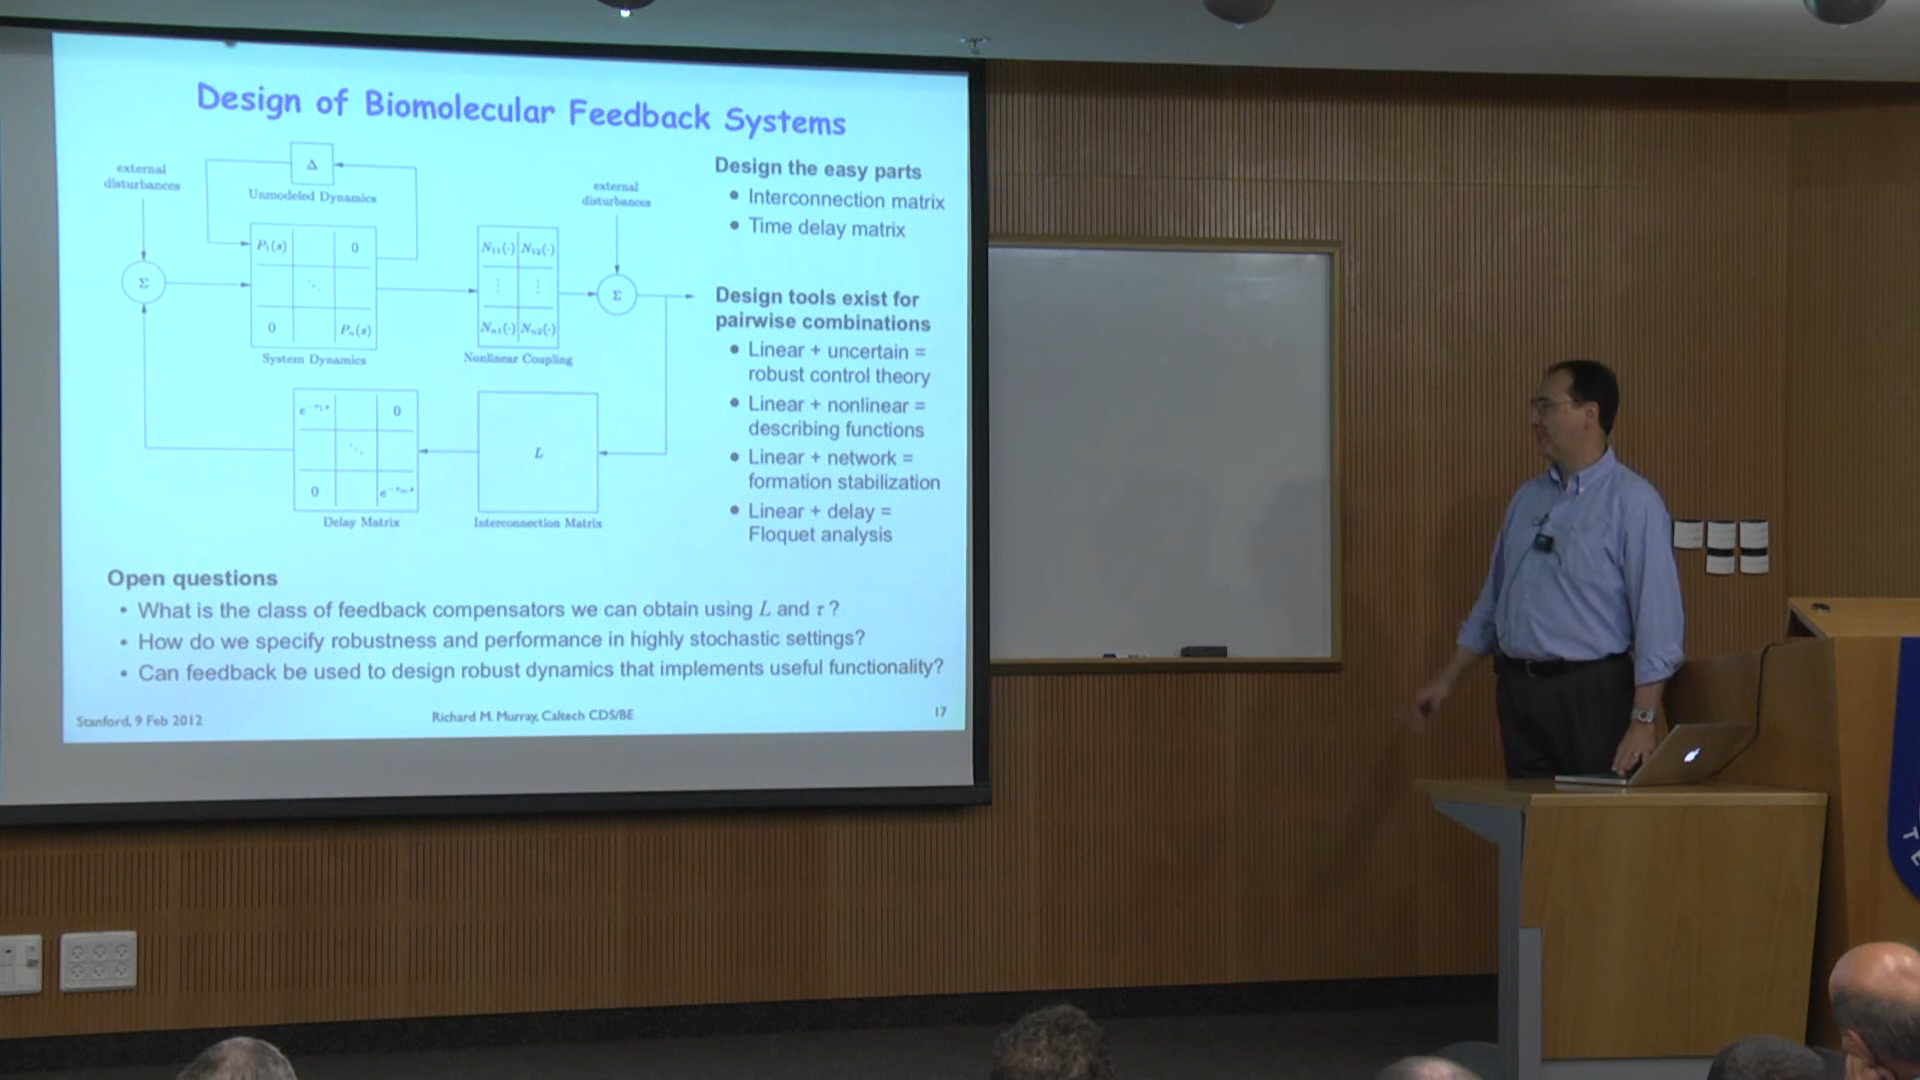 Design of Biomolecular Feedback Systems
external
disturbances
Δ
Unmodeled Dynamics
external
disturbances
Σ
P₁(s)
0
⋱
0
Pₙ(s)
System Dynamics
N₁₁(·) N₁₂(·)
⋮ ⋮
Nₙ₁(·) Nₙ₂(·)
Nonlinear Coupling
Σ
0
⋱
0
Delay Matrix
L
Interconnection Matrix
Design the easy parts
• Interconnection matrix
• Time delay matrix
Design tools exist for
pairwise combinations
• Linear + uncertain =
robust control theory
• Linear + nonlinear =
describing functions
• Linear + network =
formation stabilization
• Linear + delay =
Floquet analysis
Open questions
• What is the class of feedback compensators we can obtain using L and τ ?
• How do we specify robustness and performance in highly stochastic settings?
• Can feedback be used to design robust dynamics that implements useful functionality?
Stanford, 9 Feb 2012
Richard M. Murray, Caltech CDS/BE
17